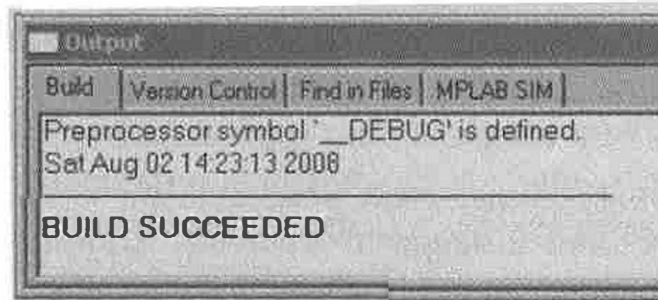 Output
Build Version Control Find in Files MPLAB SIM
Preprocessor symbol `__DEBUG' is defined.
Sat Aug 02 14:23:13 2008
BUILD SUCCEEDED